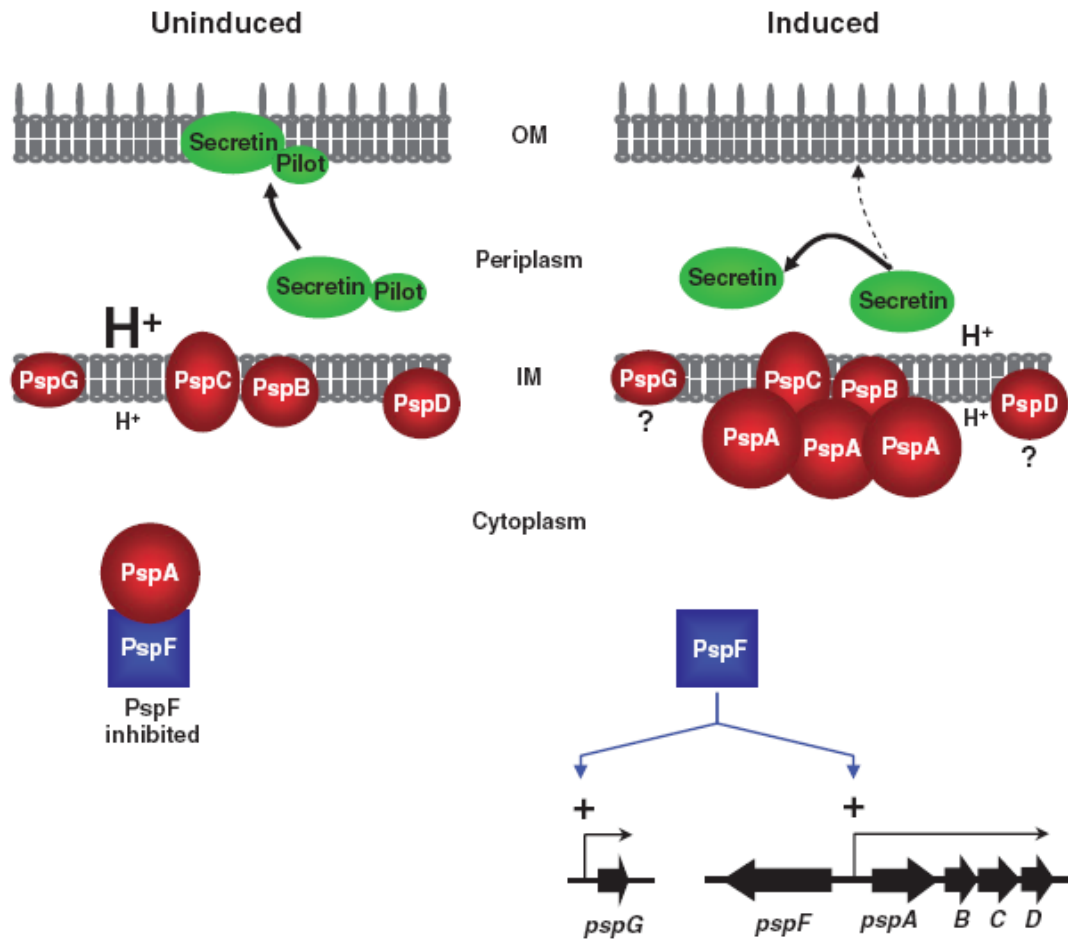 Uninduced
Induced
Secretin
Pilot
OM
Secretin
Pilot
Periplasm
Secretin
Secretin
H+
H+
PspG
PspC
PspB
PspD
H+
IM
PspG
?
PspC
PspB
PspA
PspA
PspA
H+
PspD
?
Cytoplasm
PspA
PspF
PspF
inhibited
PspF
+
+
pspG
pspF
pspA
B
C
D